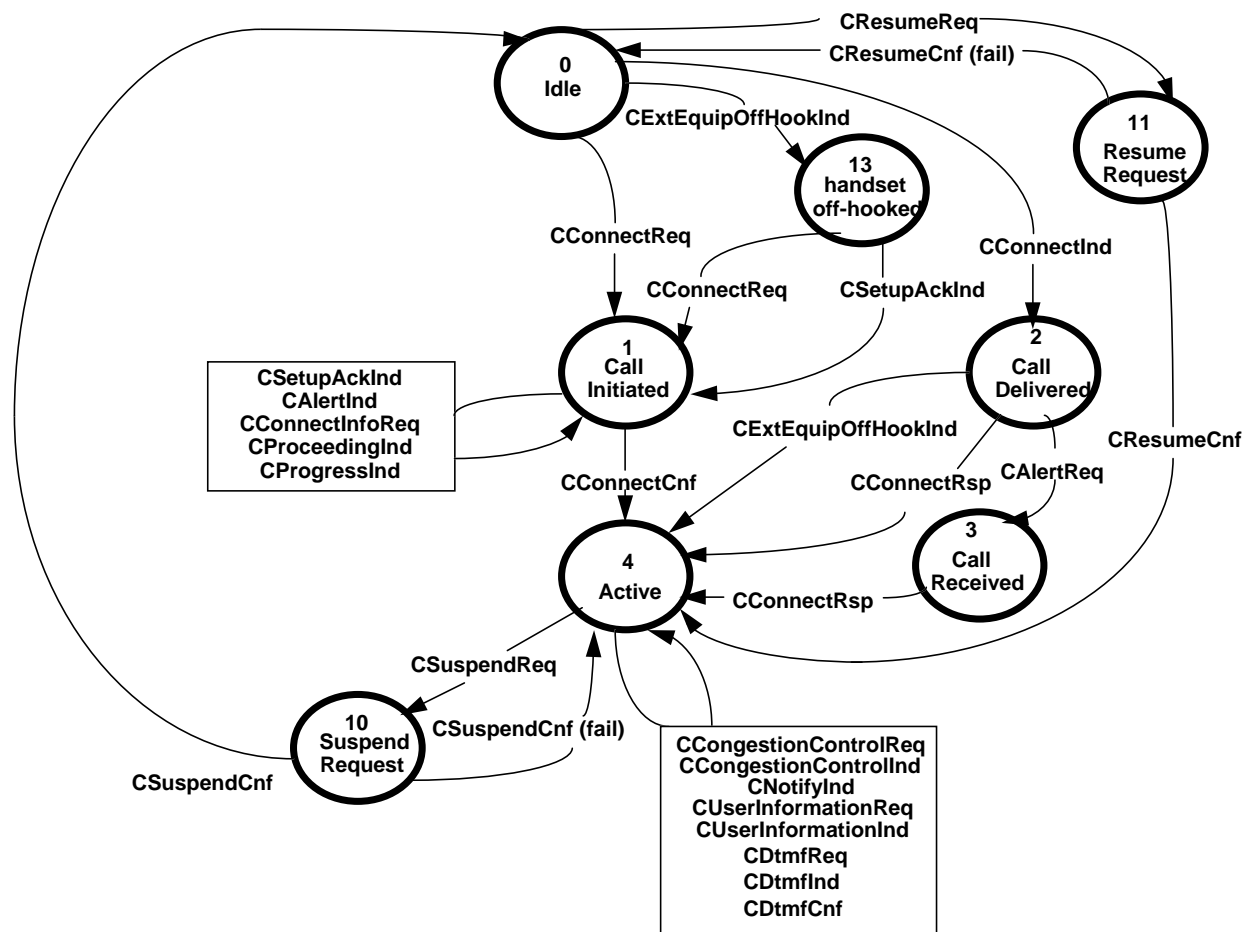 CResumeReq
CResumeCnf (fail)
0
Idle
CExtEquipOffHookInd
11
Resume
Request
13
handset
off-hooked
CConnectReq
CConnectInd
CConnectReq
CSetupAckInd
1
Call
Initiated
2
Call
Delivered
CSetupAckInd
CAlertInd
CConnectInfoReq
CProceedingInd
CProgressInd
CExtEquipOffHookInd
CResumeCnf
CConnectCnf
CConnectRsp
CAlertReq
3
Call
Received
4
Active
CConnectRsp
CSuspendReq
10
Suspend
Request
CSuspendCnf (fail)
CSuspendCnf
CCongestionControlReq
CCongestionControlInd
CNotifyInd
CUserInformationReq
CUserInformationInd
CDtmfReq
CDtmfInd
CDtmfCnf